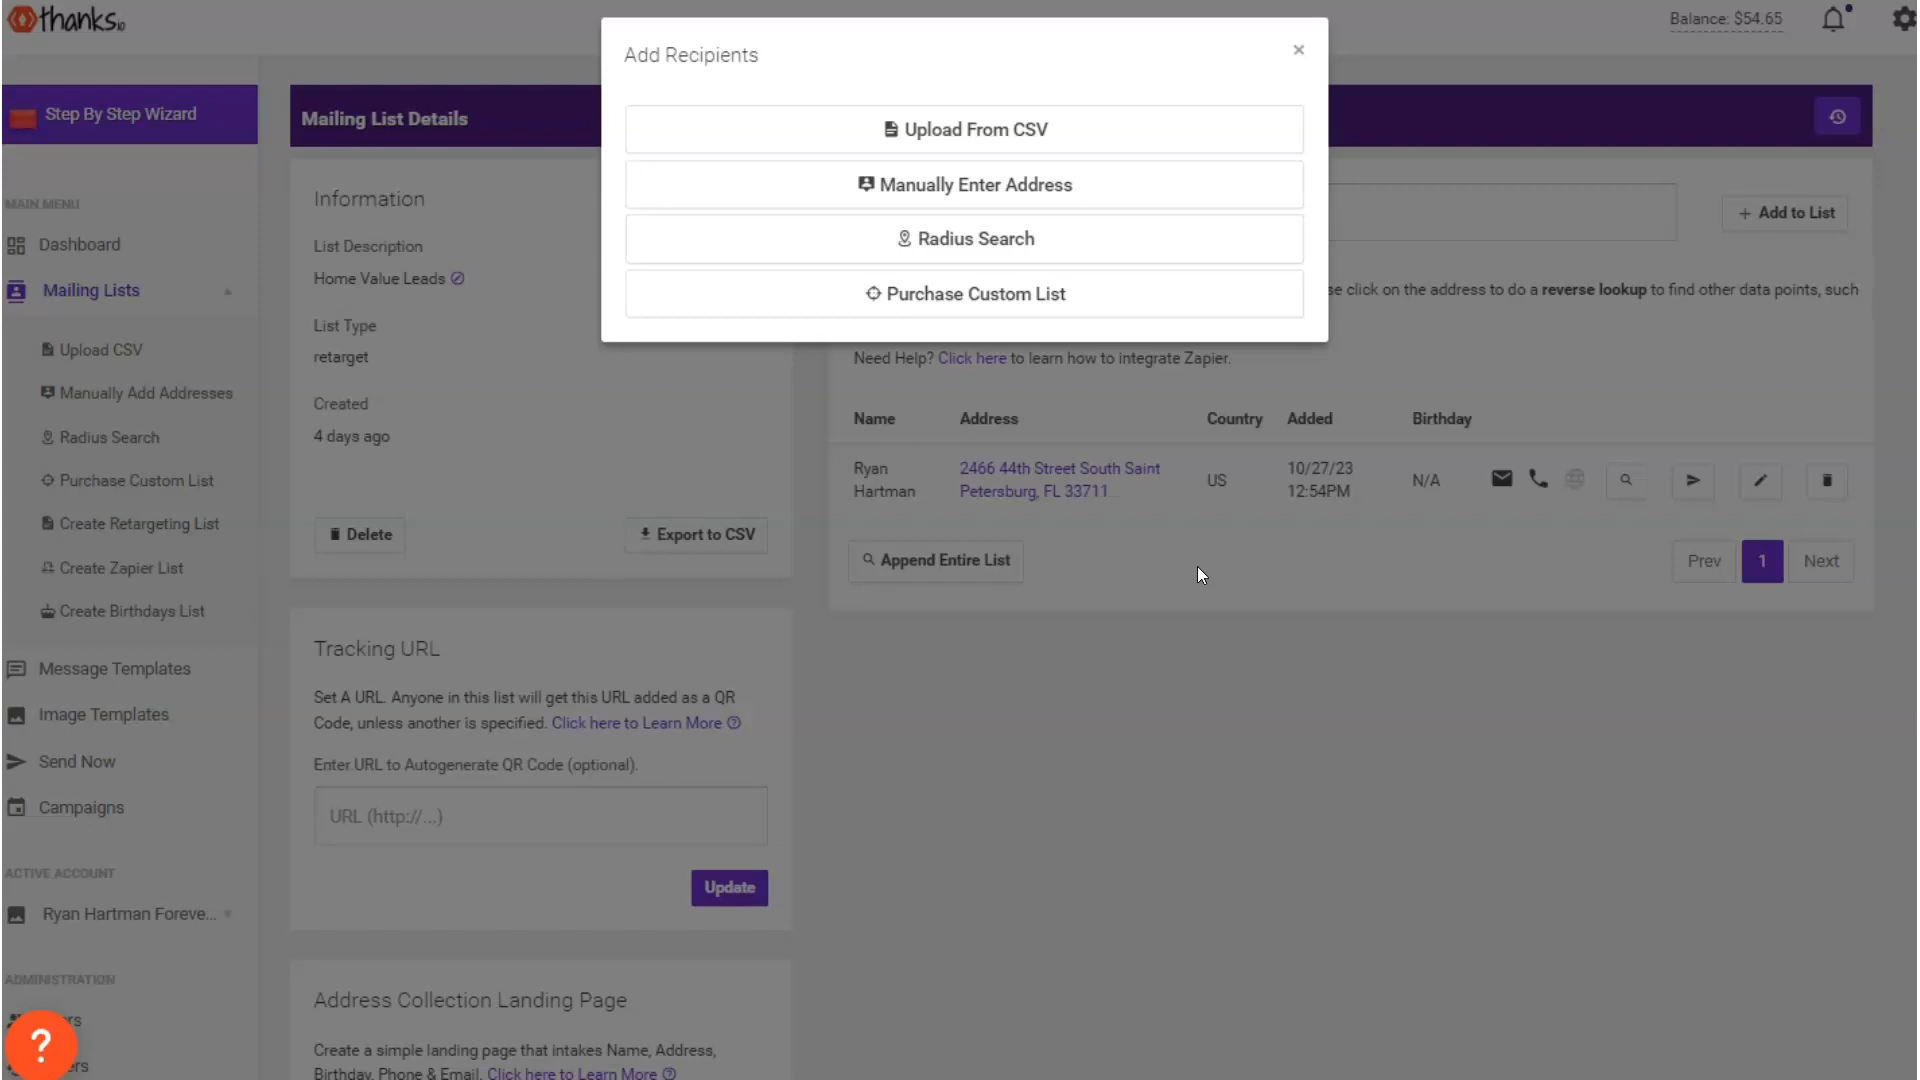 thanks.io
Balance: $54.65
Add Recipients
×
Upload From CSV
Manually Enter Address
Radius Search
Purchase Custom List
Step By Step Wizard
MAIN MENU
Dashboard
Mailing Lists
Upload CSV
Manually Add Addresses
Radius Search
Purchase Custom List
Create Retargeting List
Create Zapier List
Create Birthdays List
Message Templates
Image Templates
Send Now
Campaigns
ACTIVE ACCOUNT
Ryan Hartman Foreve...
ADMINISTRATION
?
Mailing List Details
Information
List Description
Home Value Leads
List Type
retarget
Created
4 days ago
Delete
Export to CSV
Tracking URL
Set A URL. Anyone in this list will get this URL added as a QR
Code, unless another is specified. Click here to Learn More
Enter URL to Autogenerate QR Code (optional).
URL (http://...)
Update
Address Collection Landing Page
Create a simple landing page that intakes Name, Address,
Birthday, Phone & Email. Click here to Learn More
+ Add to List
click on the address to do a reverse lookup to find other data points, such
Need Help? Click here to learn how to integrate Zapier.
Name Address Country Added Birthday
Ryan Hartman
2466 44th Street South Saint
Petersburg, FL 33711
US
10/27/23
12:54PM
N/A
Append Entire List
Prev 1 Next